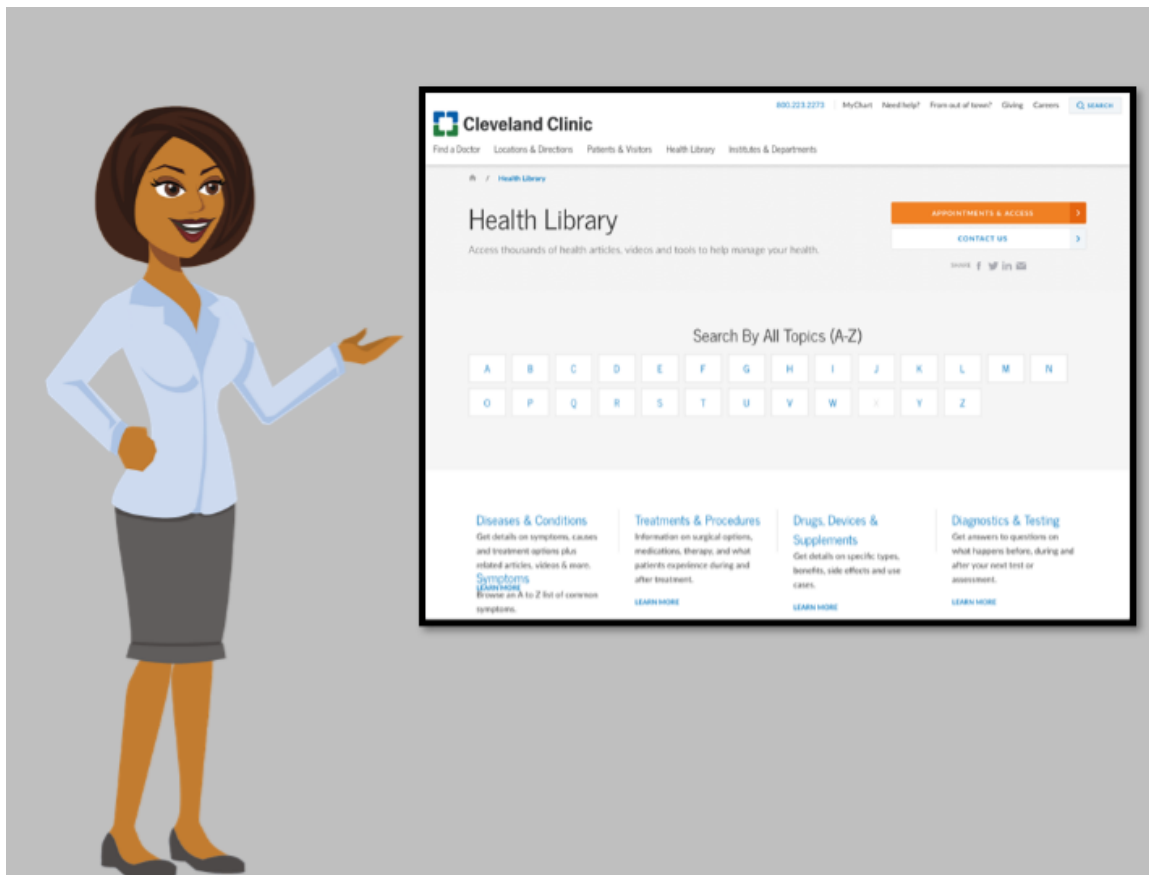 800.223.2273 MyChart Need help? From out of town? Giving Careers SEARCH
Cleveland Clinic
Find a Doctor Locations & Directions Patients & Visitors Health Library Institutes & Departments
/ Health Library
Health Library
Access thousands of health articles, videos and tools to help manage your health.
APPOINTMENTS & ACCESS
CONTACT US
SHARE
Search By All Topics (A-Z)
A B C D E F G H I J K L M N
O P Q R S T U V W X Y Z
Diseases & Conditions
Get details on symptoms, causes
and treatment options plus
related articles, videos & more.
LEARN MORE
Symptoms
Browse an A to Z list of common
symptoms.
Treatments & Procedures
Information on surgical options,
medications, therapy, and what
patients experience during and
after treatment.
LEARN MORE
Drugs, Devices &
Supplements
Get details on specific types,
benefits, side effects and use
cases.
LEARN MORE
Diagnostics & Testing
Get answers to questions on
what happens before, during and
after your next test or
assessment.
LEARN MORE